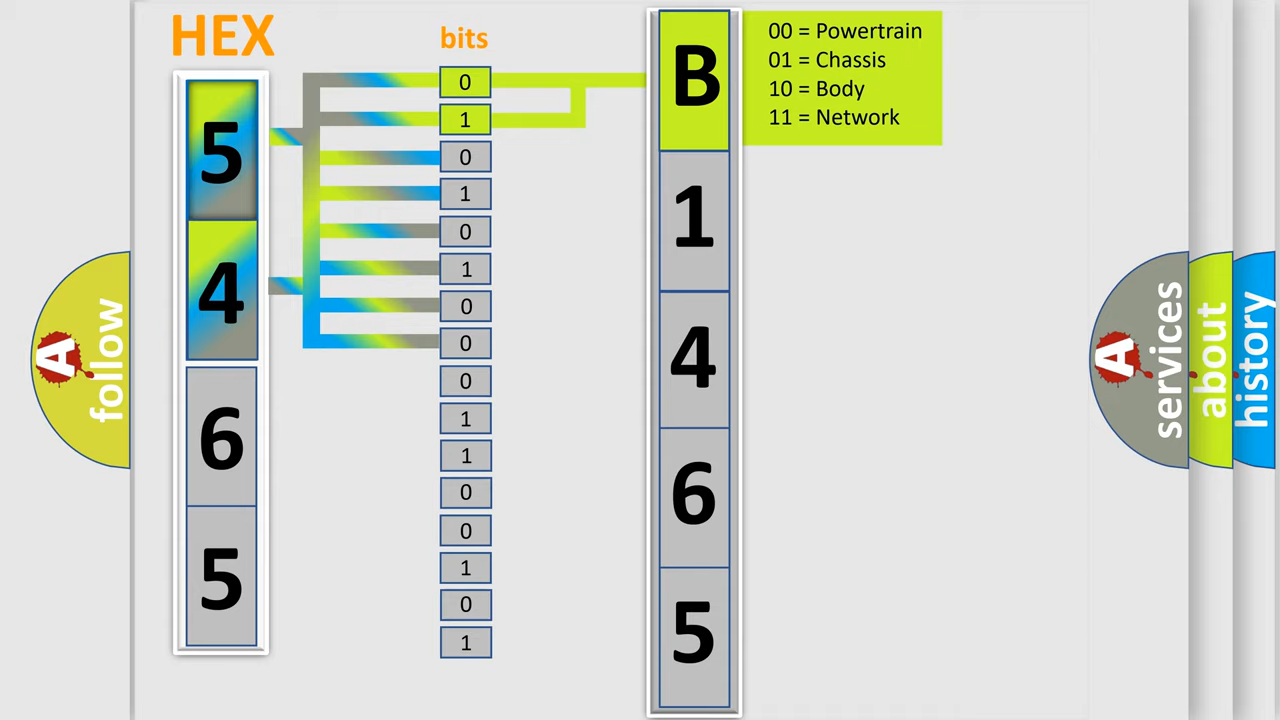 HEX
bits
5
4
6
5
0
1
0
1
0
1
0
0
0
1
1
0
0
1
0
1
B
1
4
6
5
00 = Powertrain
01 = Chassis
10 = Body
11 = Network
A
follow
A
services
about
history